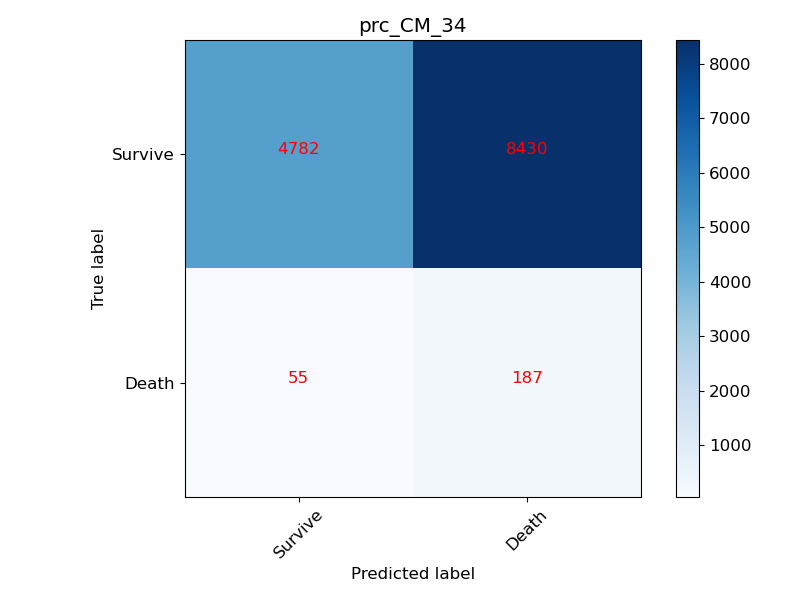 prc_CM_34
Survive
4782
8430
Death
55
187
True label
Survive
Death
Predicted label
8000
7000
6000
5000
4000
3000
2000
1000